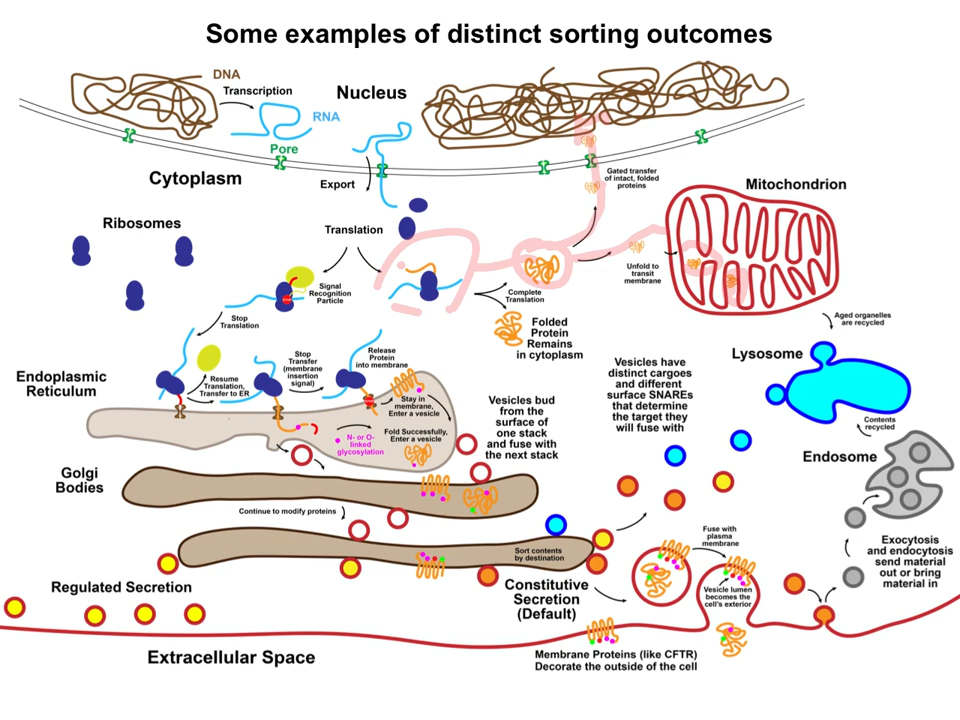 Some examples of distinct sorting outcomes
DNA
Transcription
Nucleus
RNA
Pore
Cytoplasm
Export
Gated transfer
of intact, folded
proteins
Mitochondrion
Ribosomes
Translation
Unfold to
transit
membrane
Signal
Recognition
Particle
STOP
Complete
Translation
Stop
Translation
Folded
Protein
Remains
in cytoplasm
Aged organelles
are recycled
Lysosome
Endoplasmic
Reticulum
Resume
Translation,
Transfer to ER
Stop
Transfer
(membrane
insertion
signal)
Release
Protein
into membrane
Stay in
membrane,
Enter a vesicle
Vesicles have
distinct cargoes
and different
surface SNAREs
that determine
the target they
will fuse with
Vesicles bud
from the
surface of
one stack
and fuse with
the next stack
N- or O-
linked
glycosylation
Fold Successfully,
Enter a vesicle
Contents
recycled
Endosome
Golgi
Bodies
Continue to modify proteins
Sort contents
by destination
Fuse with
plasma
membrane
Exocytosis
and endocytosis
send material
out or bring
material in
Regulated Secretion
Constitutive
Secretion
(Default)
Vesicle lumen
becomes the
cell's exterior
Extracellular Space
Membrane Proteins (like CFTR)
Decorate the outside of the cell